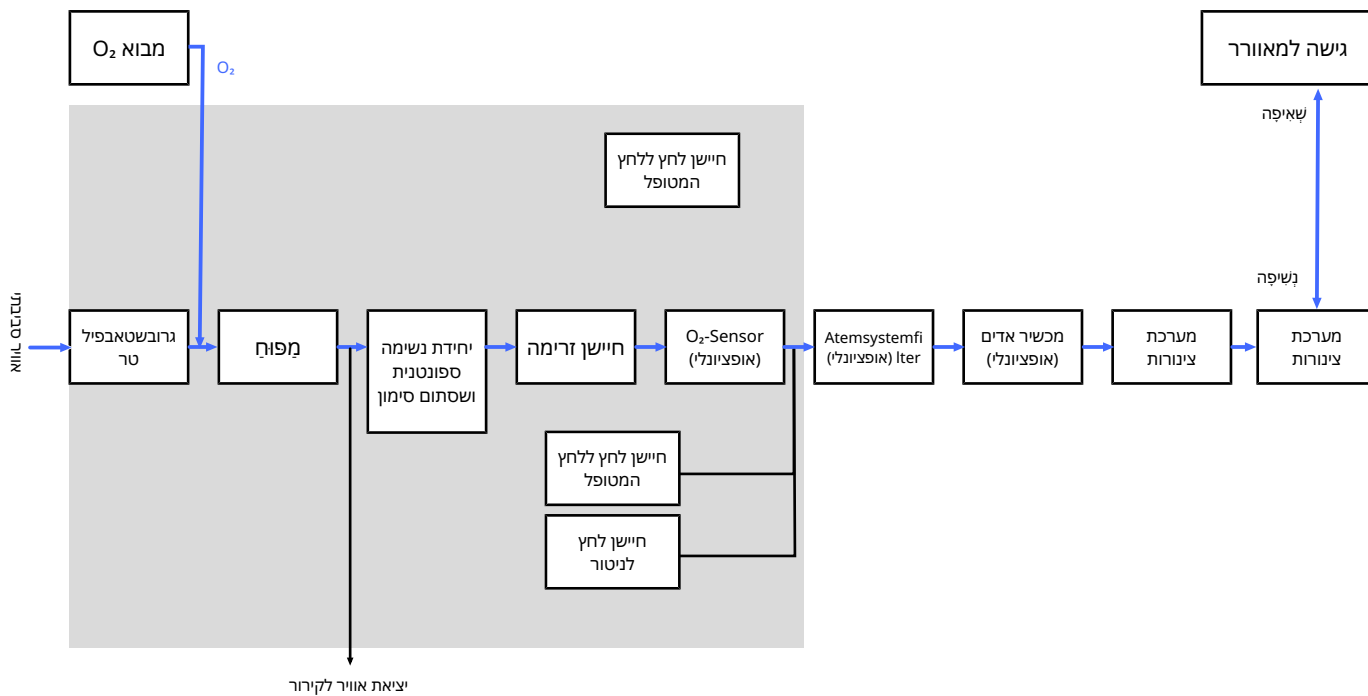 מבוא O₂
O₂
גישה למאוורר
שְׁאִיפָה
חיישן לחץ ללחץ
המטופל
נְשִׁיפָה
אוויר סביבתי
גרובשטאבפיל
טר
מַפּוּחַ
יחידת נשימה
ספונטנית
ושסתום סימון
חיישן זרימה
O₂-Sensor
(אופציונלי)
Atemsystemfi
lter (אופציונלי)
מכשיר אדים
(אופציונלי)
מערכת
צינורות
מערכת
צינורות
חיישן לחץ ללחץ
המטופל
חיישן לחץ
לניטור
יציאת אוויר לקירור